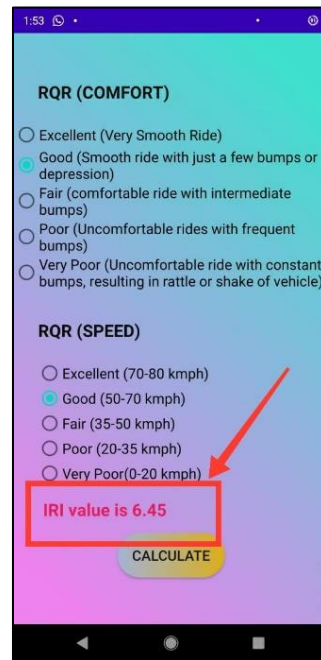 1:53
RQR (COMFORT)
Excellent (Very Smooth Ride)
Good (Smooth ride with just a few bumps or
depression)
Fair (comfortable ride with intermediate
bumps)
Poor (Uncomfortable rides with frequent
bumps)
Very Poor (Uncomfortable ride with constant
bumps, resulting in rattle or shake of vehicle)
RQR (SPEED)
Excellent (70-80 kmph)
Good (50-70 kmph)
Fair (35-50 kmph)
Poor (20-35 kmph)
Very Poor(0-20 kmph)
IRI value is 6.45
CALCULATE